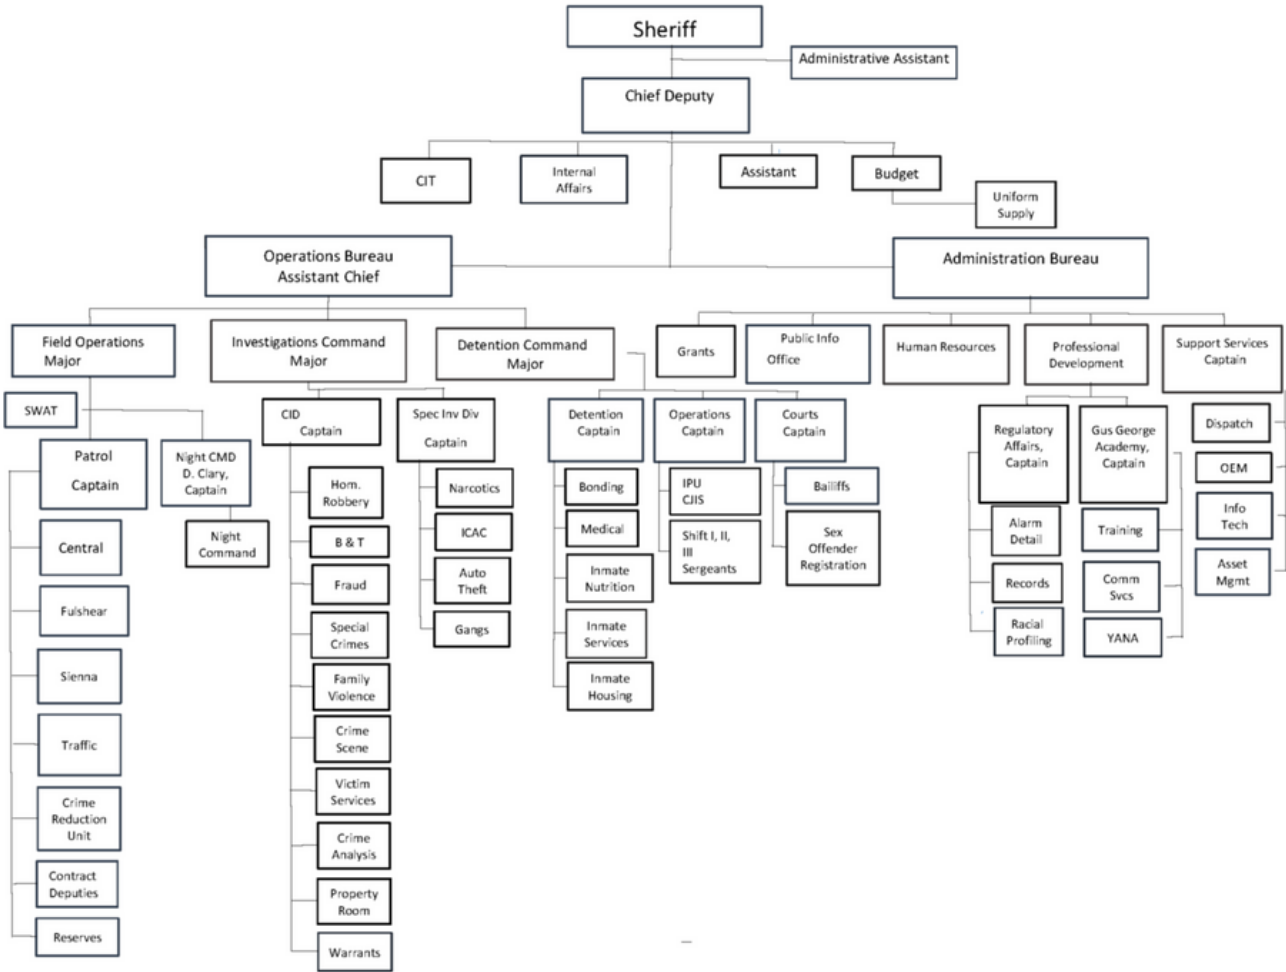 Sheriff
Administrative Assistant
Chief Deputy
CIT
Internal
Affairs
Assistant
Budget
Uniform
Supply
Operations Bureau
Assistant Chief
Administration Bureau
Field Operations
Major
Investigations Command
Major
Detention Command
Major
Grants
Public Info
Office
Human Resources
Professional
Development
Support Services
Captain
SWAT
Patrol
Captain
Night CMD
D. Clary,
Captain
Night
Command
Central
Fulshear
Sienna
Traffic
Crime
Reduction
Unit
Contract
Deputies
Reserves
CID
Captain
Hom.
Robbery
B & T
Fraud
Special
Crimes
Family
Violence
Crime
Scene
Victim
Services
Crime
Analysis
Property
Room
Warrants
Spec Inv Div
Captain
Narcotics
ICAC
Auto
Theft
Gangs
Detention
Captain
Bonding
Medical
Inmate
Nutrition
Inmate
Services
Inmate
Housing
Operations
Captain
IPU
CJIS
Shift I, II,
III
Sergeants
Courts
Captain
Bailiffs
Sex
Offender
Registration
Regulatory
Affairs,
Captain
Alarm
Detail
Records
Racial
Profiling
Gus George
Academy,
Captain
Training
Comm
Svcs
YANA
Dispatch
OEM
Info
Tech
Asset
Mgmt